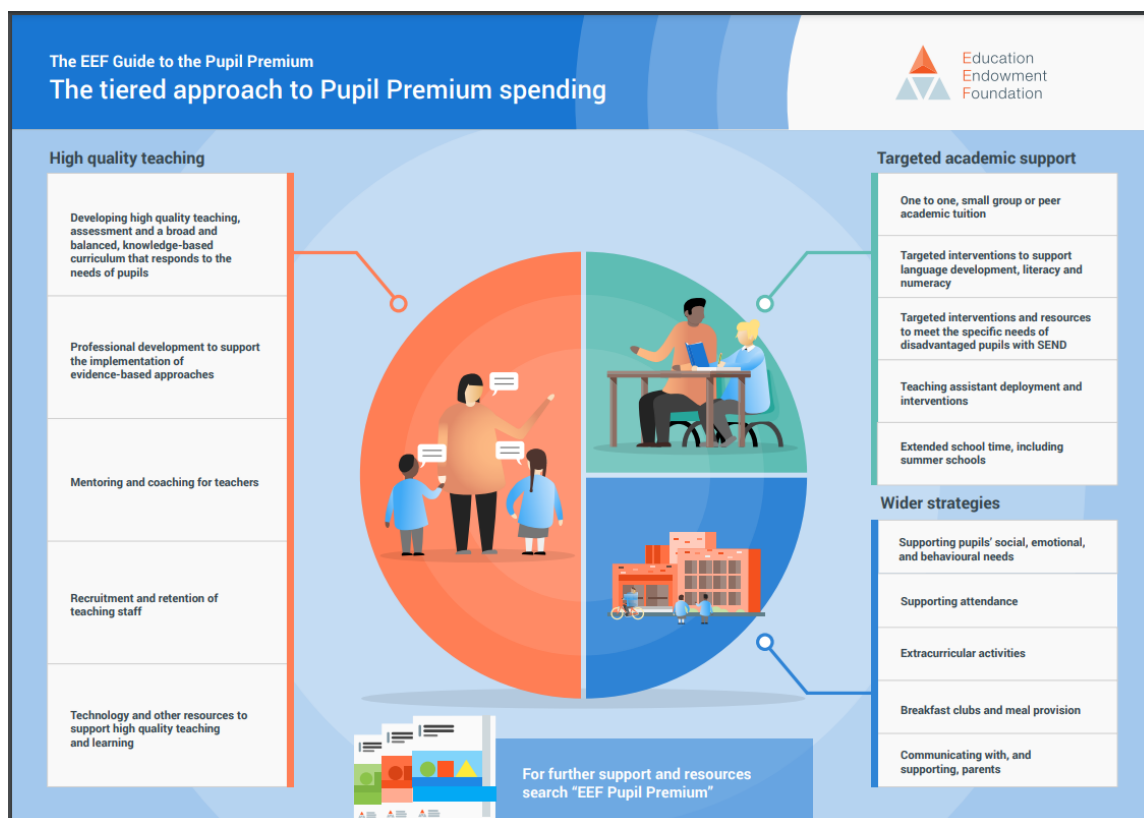 The EEF Guide to the Pupil Premium
The tiered approach to Pupil Premium spending
Education
Endowment
Foundation
High quality teaching
Developing high quality teaching,
assessment and a broad and
balanced, knowledge-based
curriculum that responds to the
needs of pupils
Professional development to support
the implementation of
evidence-based approaches
Mentoring and coaching for teachers
Recruitment and retention of
teaching staff
Technology and other resources to
support high quality teaching
and learning
Targeted academic support
One to one, small group or peer
academic tuition
Targeted interventions to support
language development, literacy and
numeracy
Targeted interventions and resources
to meet the specific needs of
disadvantaged pupils with SEND
Teaching assistant deployment and
interventions
Extended school time, including
summer schools
Wider strategies
Supporting pupils' social, emotional,
and behavioural needs
Supporting attendance
Extracurricular activities
Breakfast clubs and meal provision
Communicating with, and
supporting, parents
For further support and resources
search “EEF Pupil Premium”